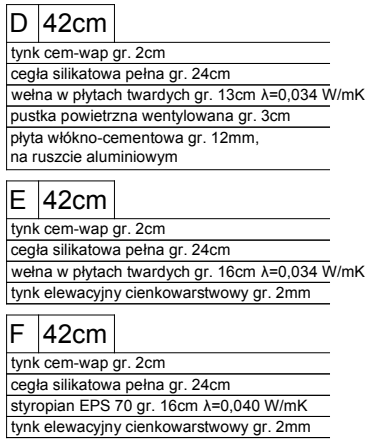 D 42cm
tynk cem-wap gr. 2cm
cegła silikatowa pełna gr. 24cm
wełna w płytach twardych gr. 13cm λ=0,034 W/mK
pustka powietrzna wentylowana gr. 3cm
płyta włókno-cementowa gr. 12mm,
na ruszcie aluminiowym
E 42cm
tynk cem-wap gr. 2cm
cegła silikatowa pełna gr. 24cm
wełna w płytach twardych gr. 16cm λ=0,034 W/mK
tynk elewacyjny cienkowarstwowy gr. 2mm
F 42cm
tynk cem-wap gr. 2cm
cegła silikatowa pełna gr. 24cm
styropian EPS 70 gr. 16cm λ=0,040 W/mK
tynk elewacyjny cienkowarstwowy gr. 2mm